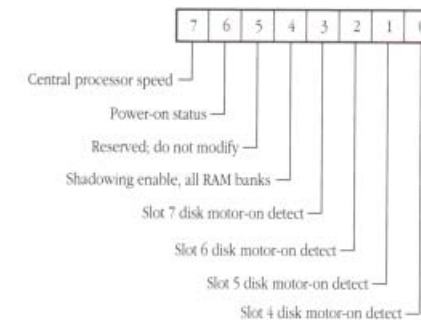 7 6 5 4 3 2 1
Central processor speed
Power-on status
Reserved; do not modify
Shadowing enable, all RAM banks
Slot 7 disk motor-on detect
Slot 6 disk motor-on detect
Slot 5 disk motor-on detect
Slot 4 disk motor-on detect